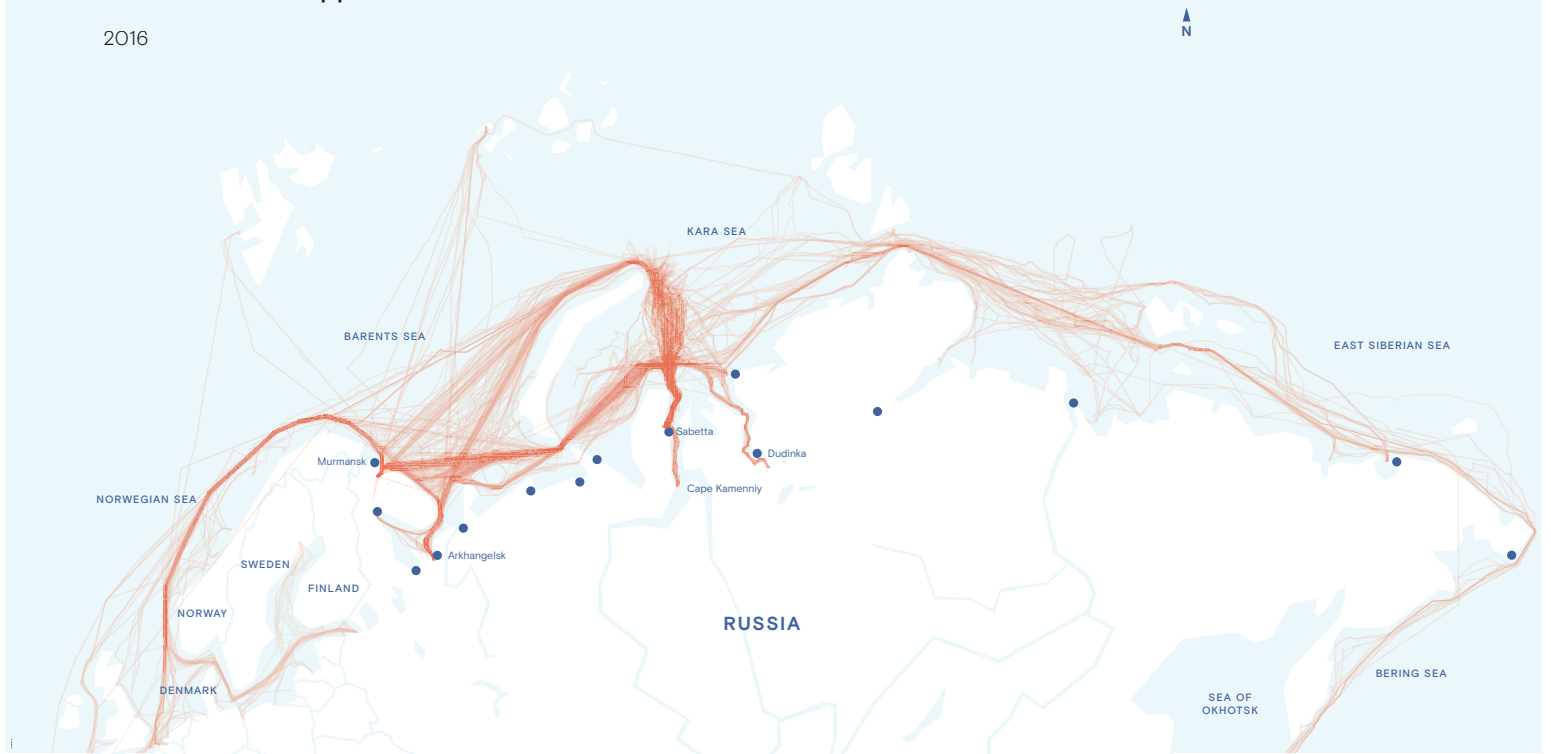 2016
N
KARA SEA
BARENTS SEA
EAST SIBERIAN SEA
Sabetta
Dudinka
Murmansk
Cape Kamenniy
NORWEGIAN SEA
Arkhangelsk
SWEDEN
FINLAND
NORWAY
RUSSIA
BERING SEA
DENMARK
SEA OF
OKHOTSK